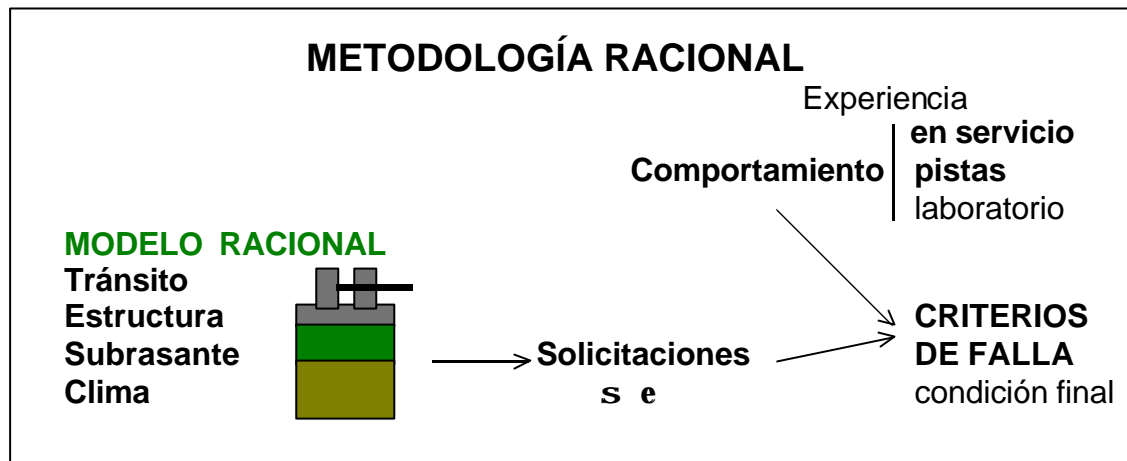 METODOLOGÍA RACIONAL
Experiencia
en servicio
Comportamiento pistas
laboratorio
MODELO RACIONAL
Tránsito
Estructura
Subrasante
Clima
Solicitaciones
s e
CRITERIOS
DE FALLA
condición final